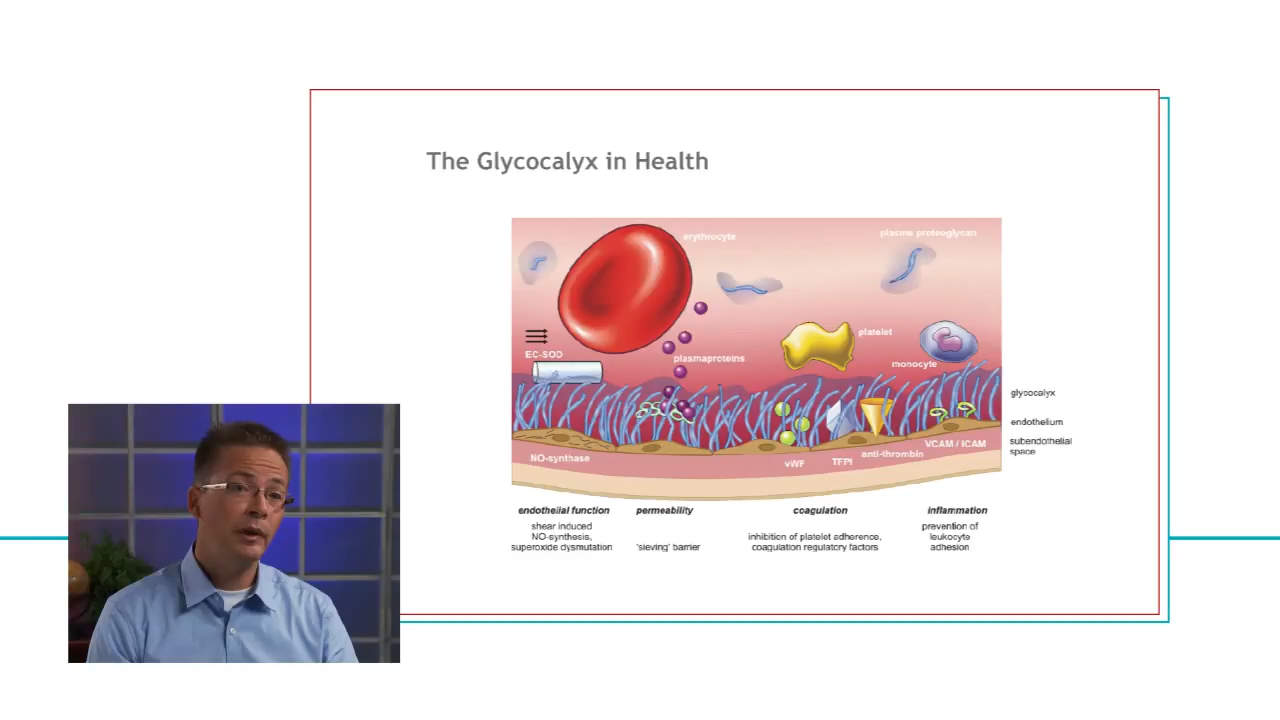 The Glycocalyx in Health
erythrocyte
plasma proteoglycan
platelet
EC-SOD
plasmaproteins
monocyte
glycocalyx
endothelium
subendothelial
space
NO-synthase
vWF
TFPI
anti-thrombin
VCAM / ICAM
endothelial function
shear induced
NO-synthesis,
superoxide dysmutation
permeability
'sieving' barrier
coagulation
inhibition of platelet adherence,
coagulation regulatory factors
inflammation
prevention of
leukocyte
adhesion